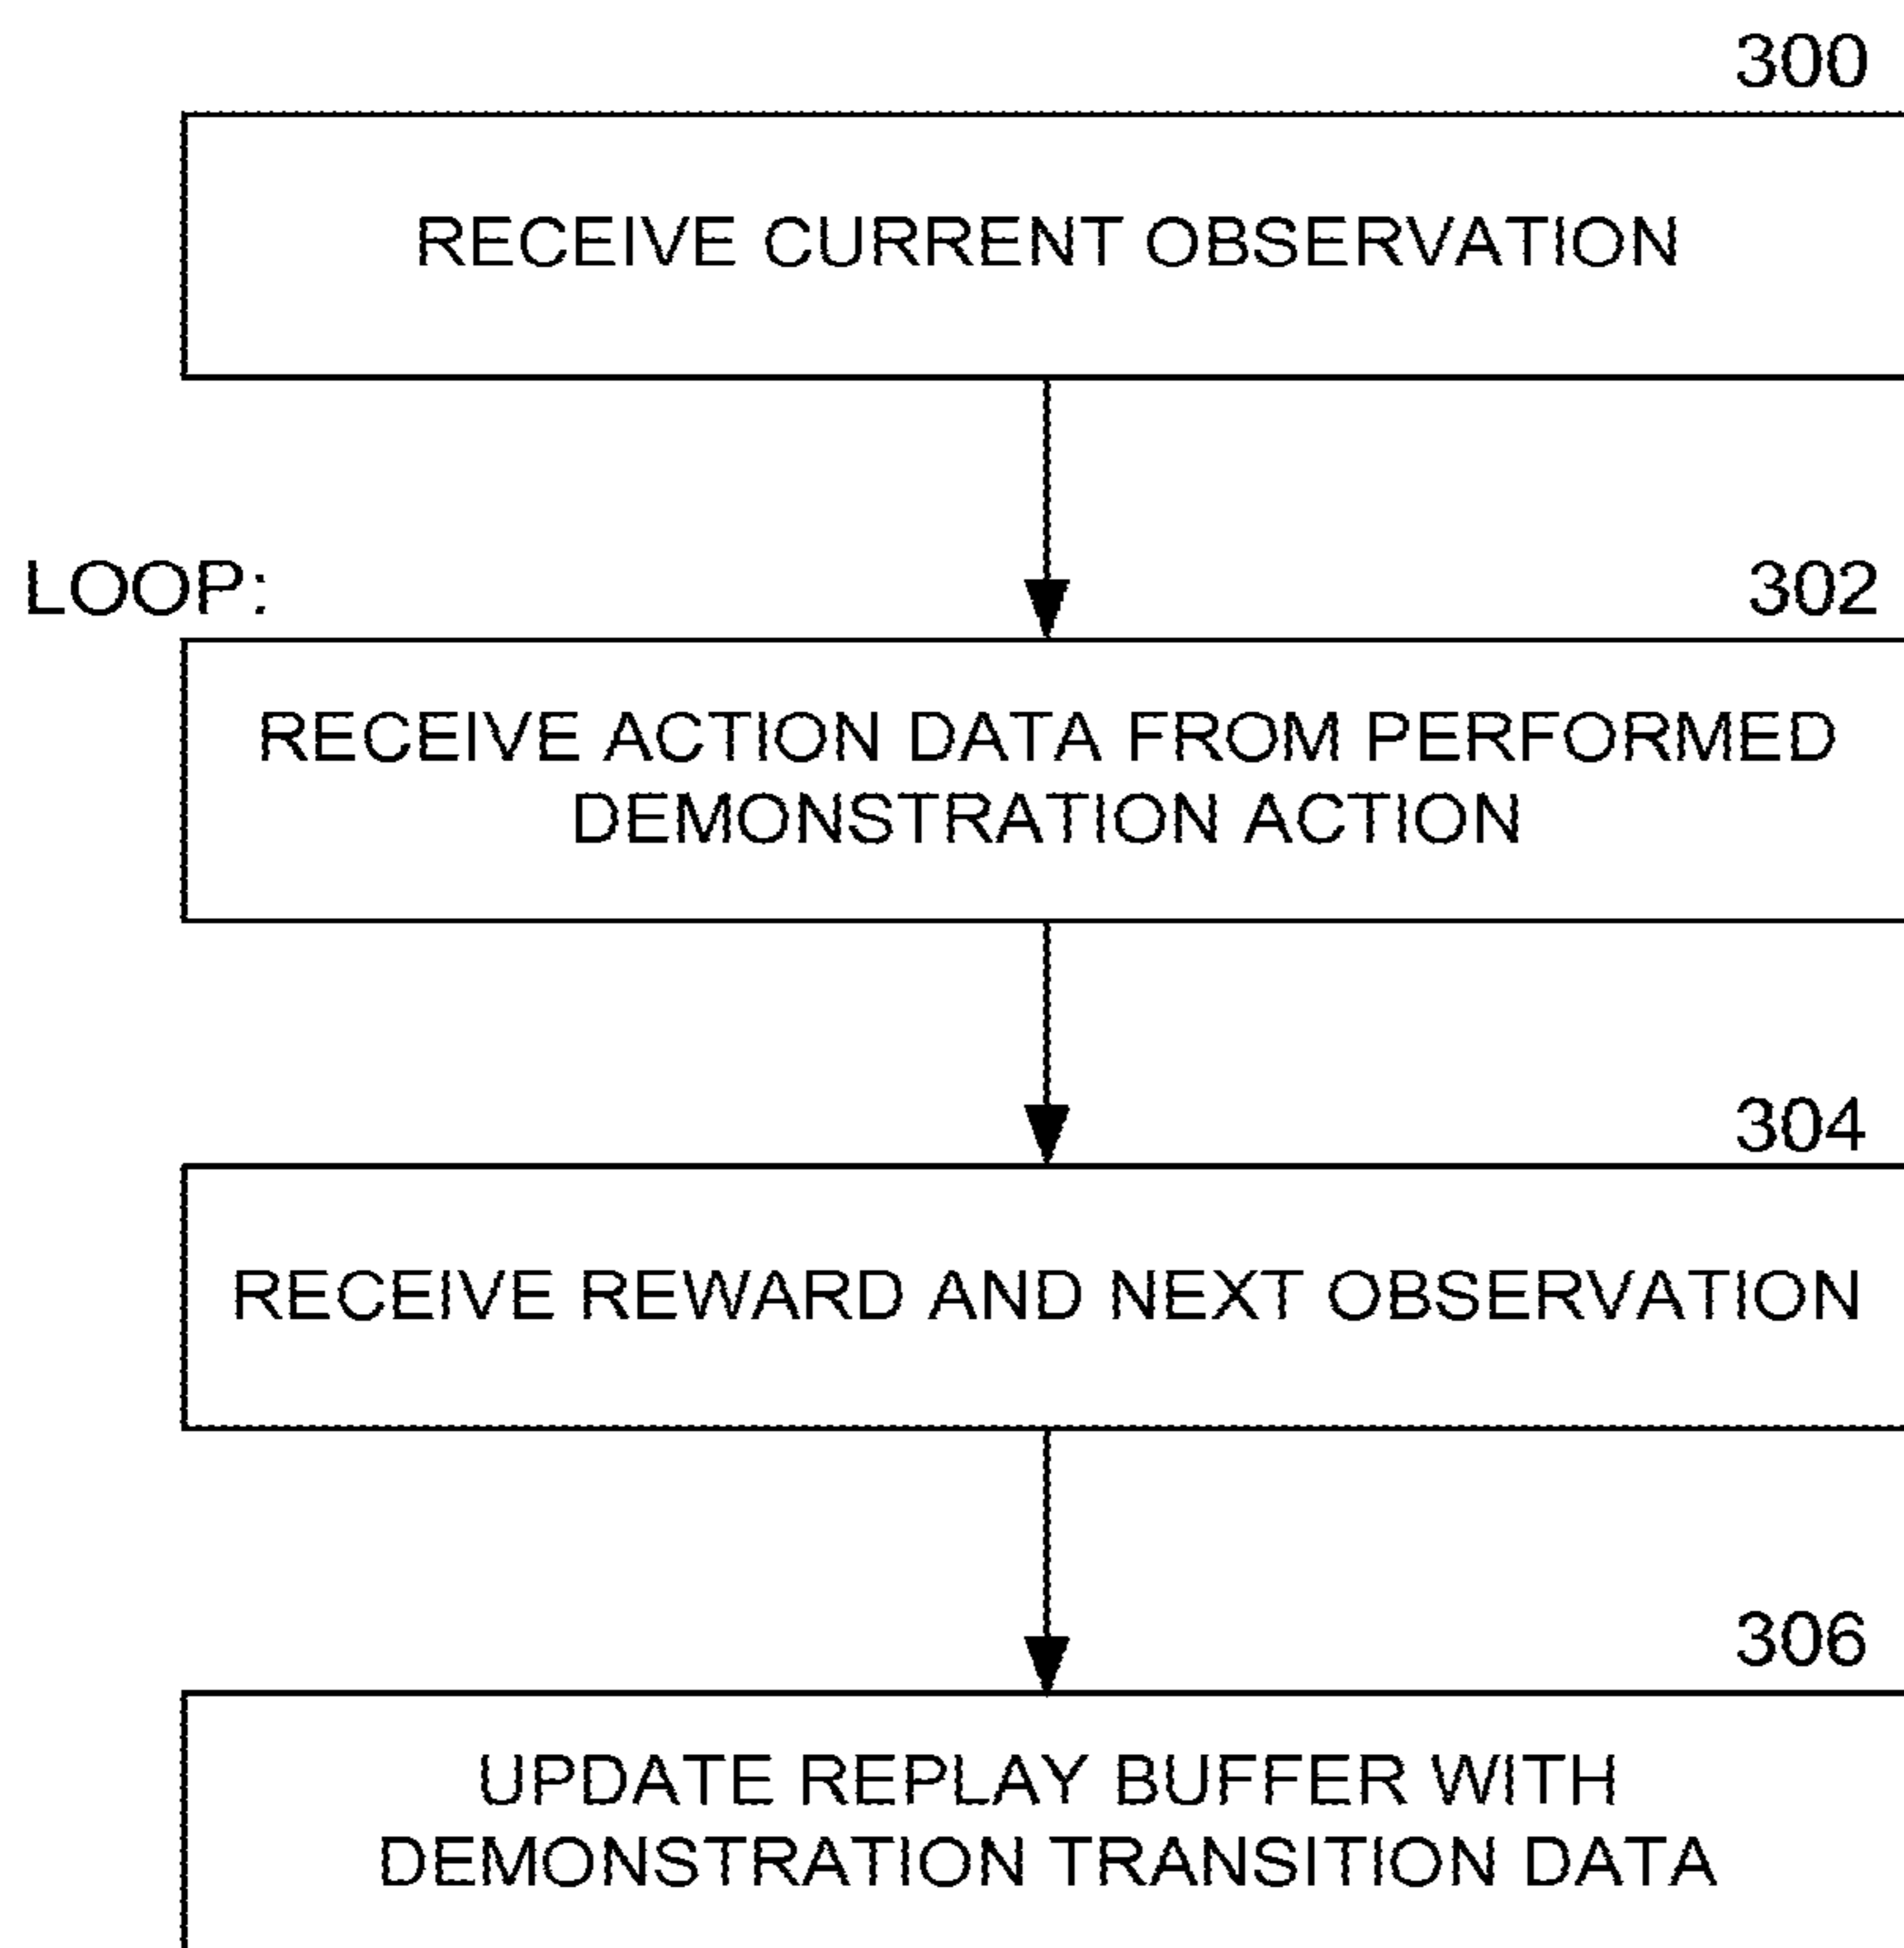 300
RECEIVE CURRENT OBSERVATION
LOOP:
302
RECEIVE ACTION DATA FROM PERFORMED
DEMONSTRATION ACTION
304
RECEIVE REWARD AND NEXT OBSERVATION
306
UPDATE REPLAY BUFFER WITH
DEMONSTRATION TRANSITION DATA